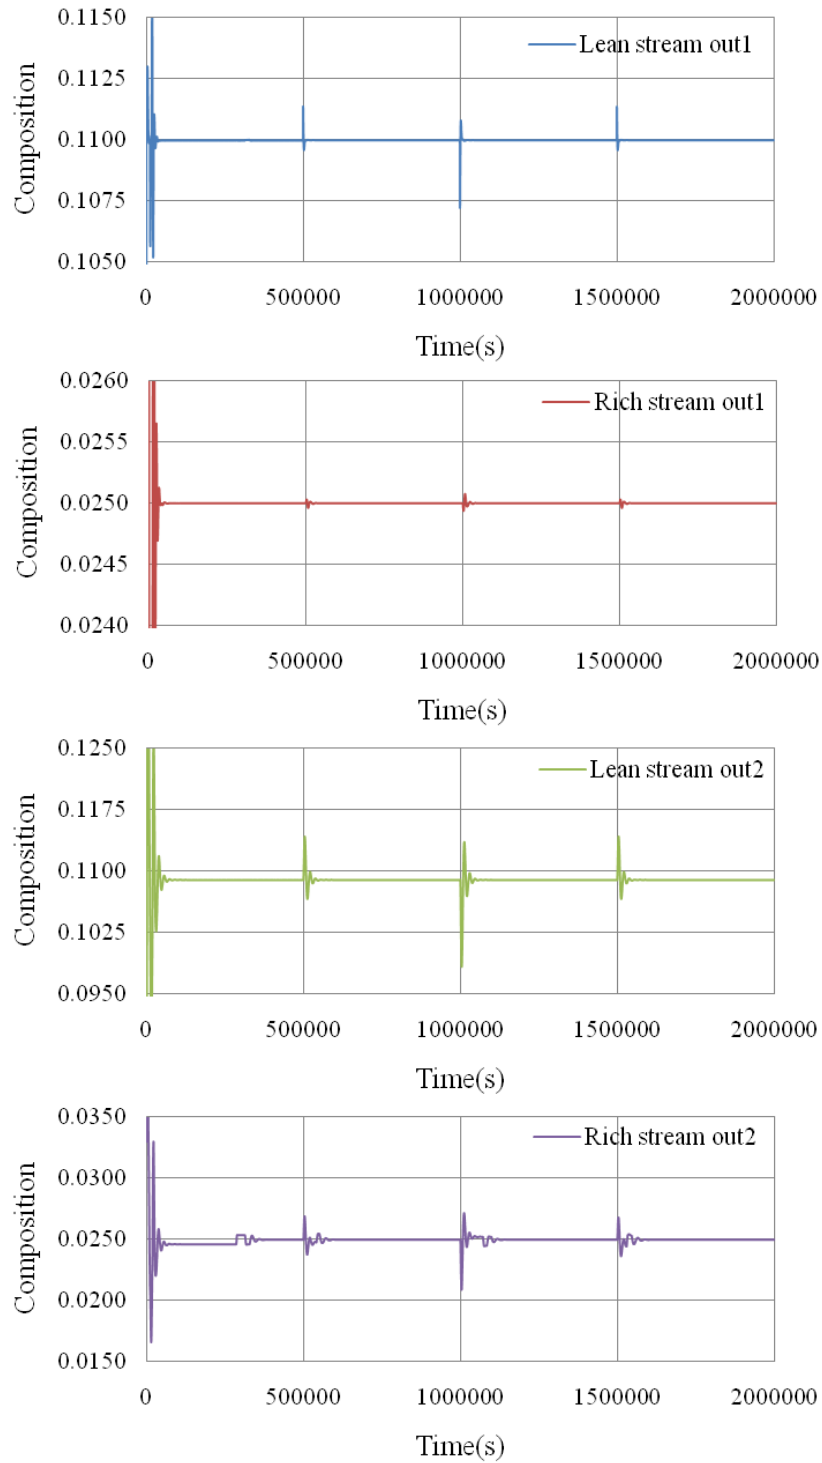 0.1150
Lean stream out1
0.1125
0.1100
0.1075
0.1050
Composition
0 500000 1000000 1500000 2000000
Time(s)
0.0260
Rich stream out1
0.0255
0.0250
0.0245
0.0240
Composition
0 500000 1000000 1500000 2000000
Time(s)
0.1250
Lean stream out2
0.1175
0.1100
0.1025
0.0950
Composition
0 500000 1000000 1500000 2000000
Time(s)
0.0350
Rich stream out2
0.0300
0.0250
0.0200
0.0150
Composition
0 500000 1000000 1500000 2000000
Time(s)